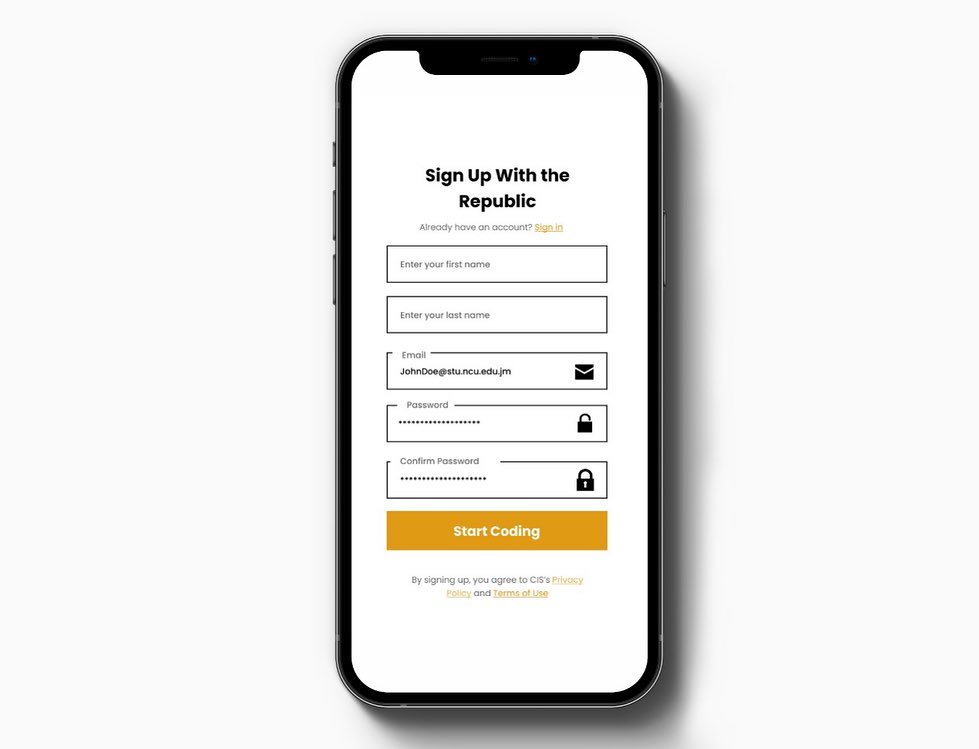 Sign Up With the
Republic
Already have an account? Sign in
Enter your first name
Enter your last name
Email
JohnDoe@stu.ncu.edu.jm
Password
Confirm Password
Start Coding
By signing up, you agree to CIS's Privacy
Policy and Terms of Use